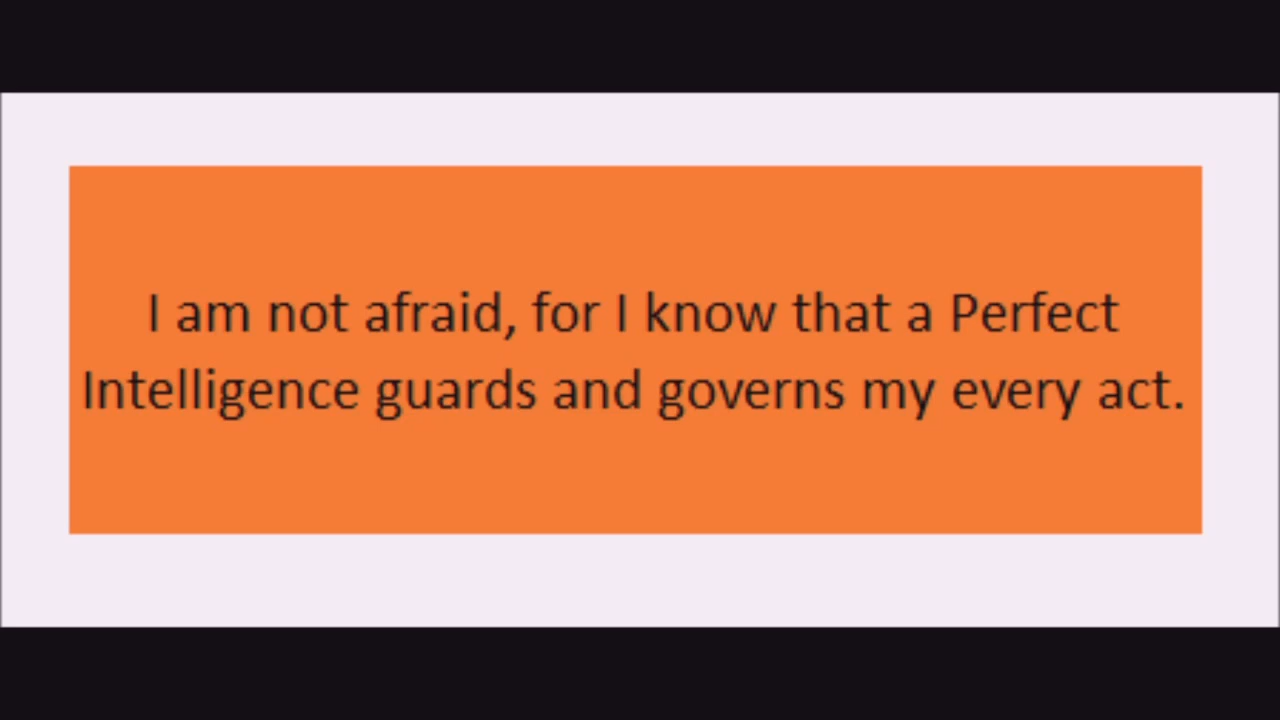 I am not afraid, for I know that a Perfect
Intelligence guards and governs my every act.